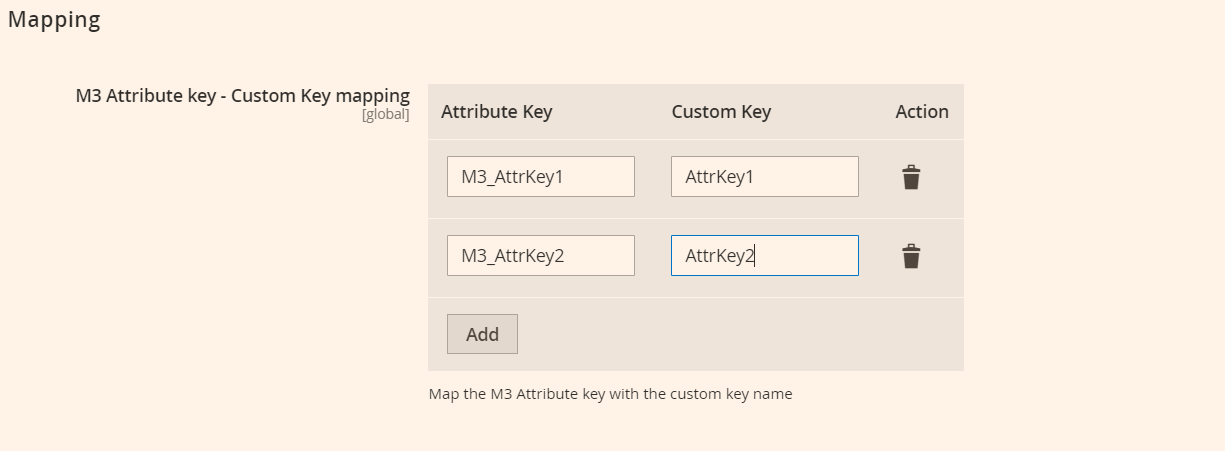 Mapping
M3 Attribute key - Custom Key mapping
[global]
Attribute Key Custom Key Action
M3_AttrKey1 AttrKey1
M3_AttrKey2 AttrKey2
Add
Map the M3 Attribute key with the custom key name